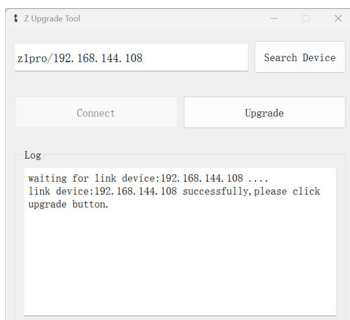 Z Upgrade Tool
z1pro/192.168.144.108
Search Device
Connect
Upgrade
Log
waiting for link device:192.168.144.108 ....
link device:192.168.144.108 successfully,please click
upgrade button.